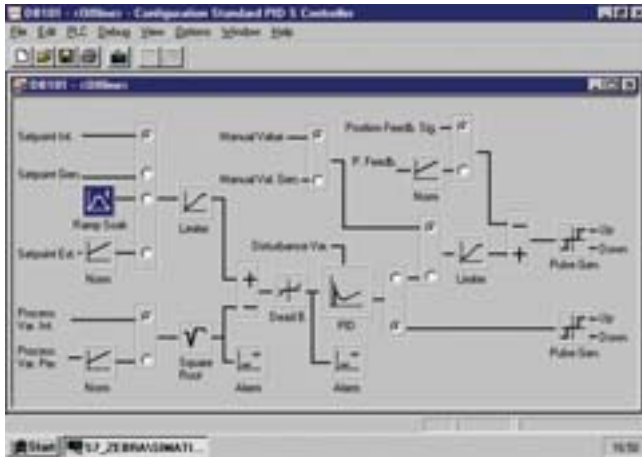 DB101 - <Offline> - Configuration Standard PID S Controller
File Edit PLC Debug View Options Window Help
DB101 - <Offline>
Setpoint Int.
Manual Value
Position Feedb. Sig.
P. Feedb.
Setpoint Gen.
Manual Val. Gen.
Norm
Ramp Soak
Limiter
Up
Down
Disturbance Var.
Limiter
Pulse Gen.
Setpoint Ext.
Norm
Process
Var. Int.
Dead B.
PID
Up
Down
Process
Var. Per.
Square
Root
Pulse Gen.
Norm
Alarm
Alarm
Start
S7_ZEBRA\SIMATI...